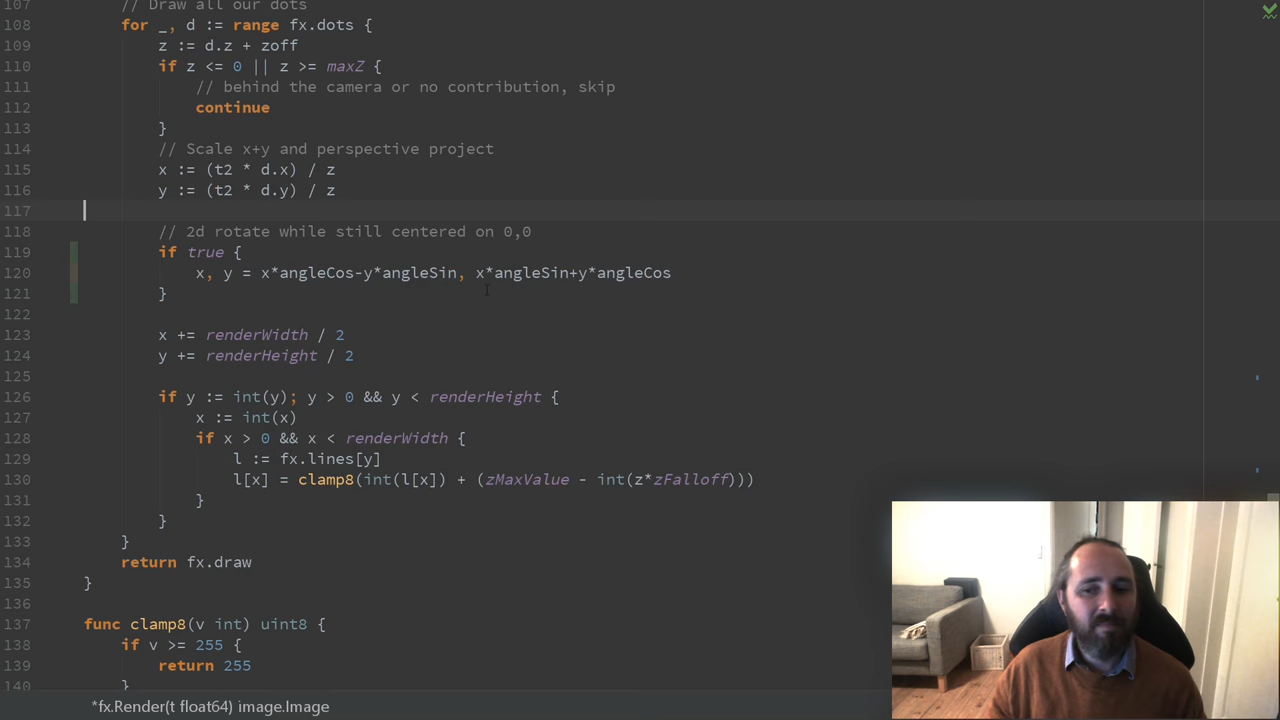 107 // Draw all our dots
108 for _, d := range fx.dots {
109 z := d.z + zoff
110 if z <= 0 || z >= maxZ {
111 // behind the camera or no contribution, skip
112 continue
113 }
114 // Scale x+y and perspective project
115 x := (t2 * d.x) / z
116 y := (t2 * d.y) / z
117
118 // 2d rotate while still centered on 0,0
119 if true {
120 x, y = x*angleCos-y*angleSin, x*angleSin+y*angleCos
121 }
122
123 x += renderWidth / 2
124 y += renderHeight / 2
125
126 if y := int(y); y > 0 && y < renderHeight {
127 x := int(x)
128 if x > 0 && x < renderWidth {
129 l := fx.lines[y]
130 l[x] = clamp8(int(l[x]) + (zMaxValue - int(z*zFalloff)))
131 }
132 }
133 }
134 return fx.draw
135 }
136
137 func clamp8(v int) uint8 {
138 if v >= 255 {
139 return 255
140 }
*fx.Render(t float64) image.Image